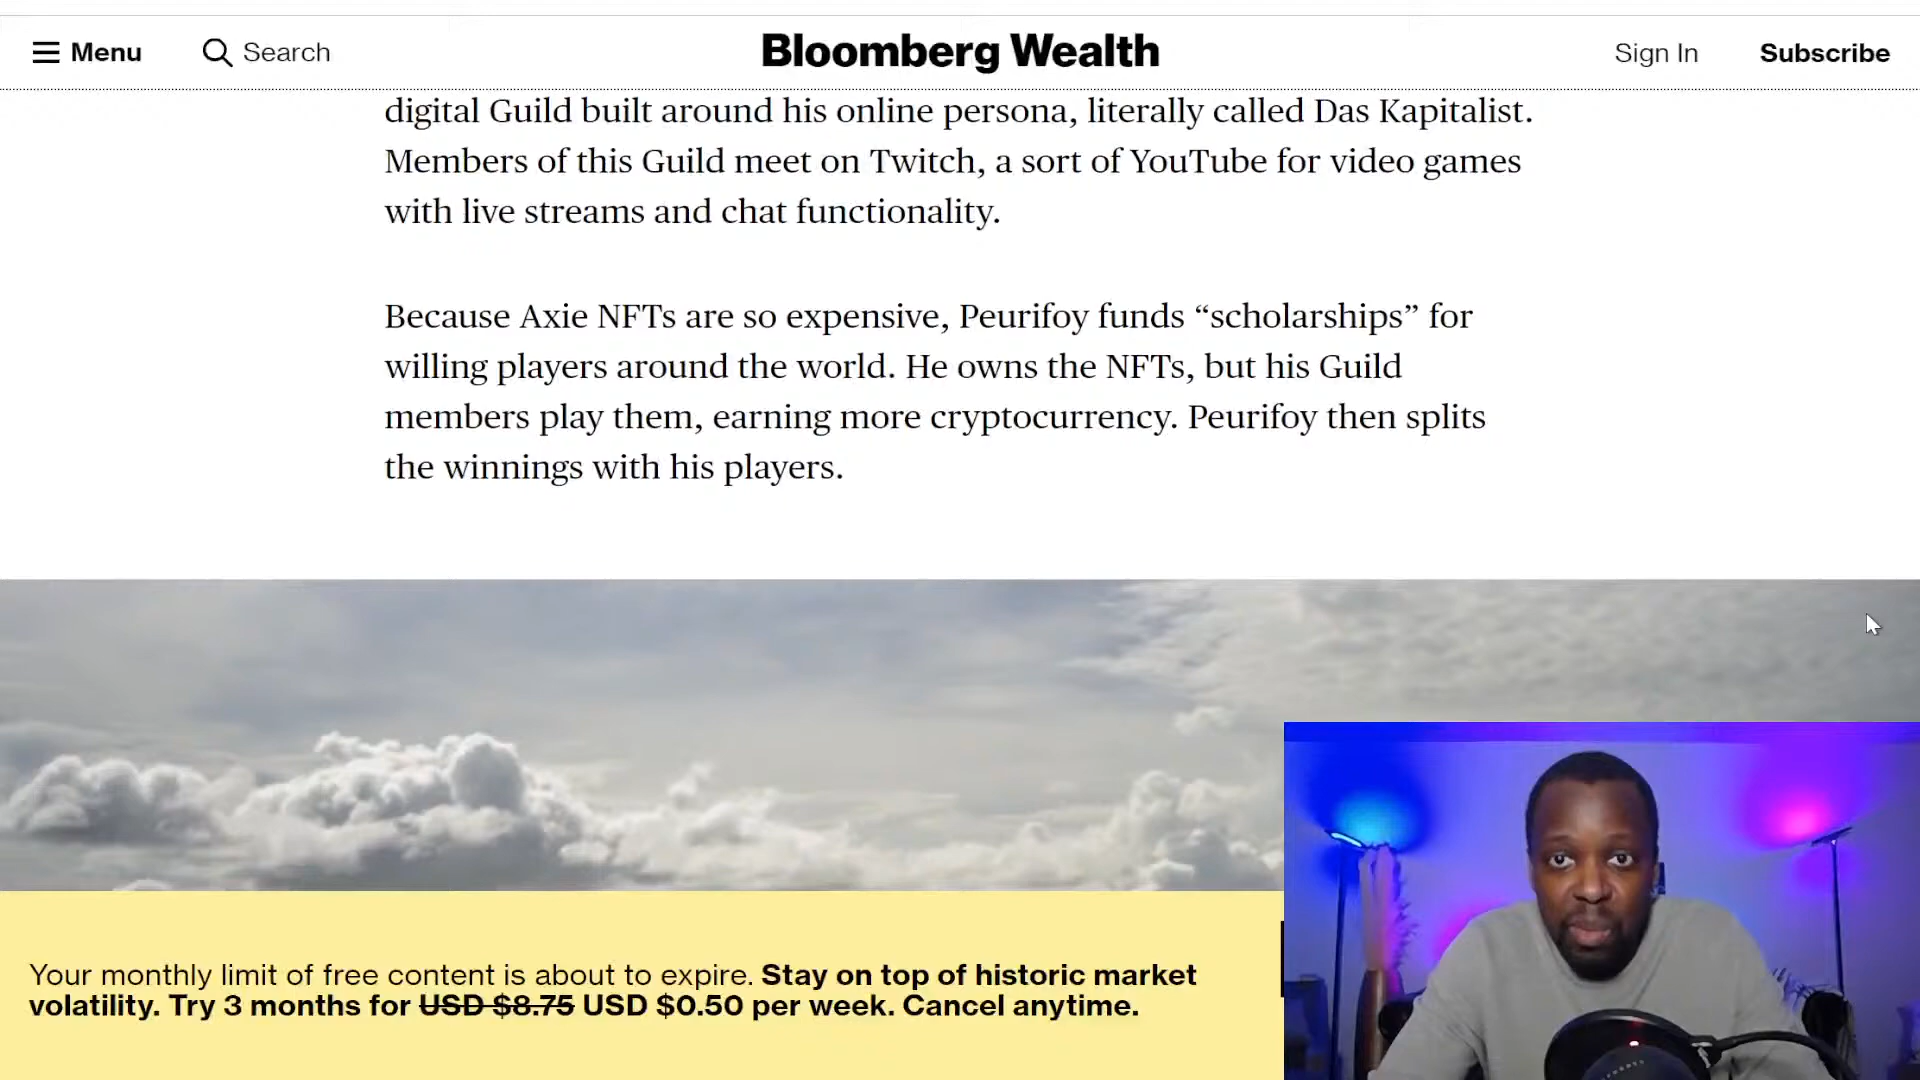 Menu
Search
Bloomberg Wealth
Sign In
Subscribe
digital Guild built around his online persona, literally called Das Kapitalist.
Members of this Guild meet on Twitch, a sort of YouTube for video games
with live streams and chat functionality.
Because Axie NFTs are so expensive, Peurifoy funds “scholarships” for
willing players around the world. He owns the NFTs, but his Guild
members play them, earning more cryptocurrency. Peurifoy then splits
the winnings with his players.
Your monthly limit of free content is about to expire. Stay on top of historic market
volatility. Try 3 months for USD $8.75 USD $0.50 per week. Cancel anytime.